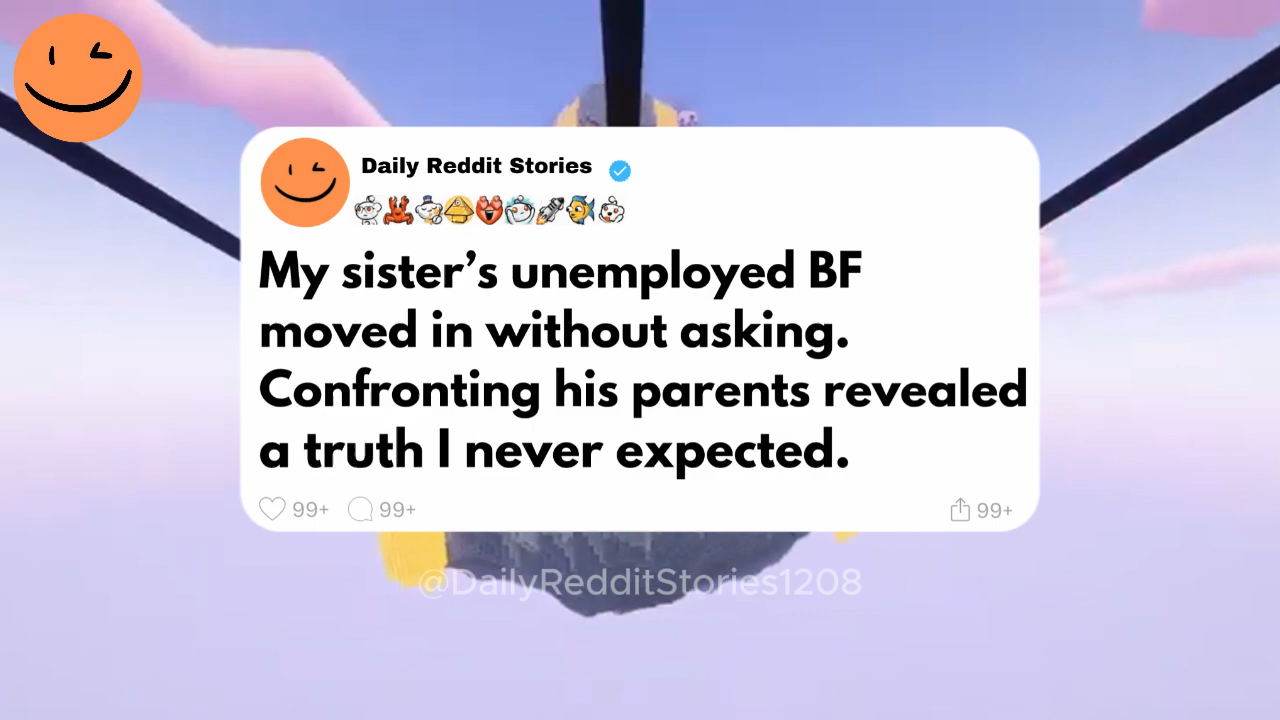 Daily Reddit Stories
My sister’s unemployed BF
moved in without asking.
Confronting his parents revealed
a truth I never expected.
99+ 99+ 99+
@DailyRedditStories1208